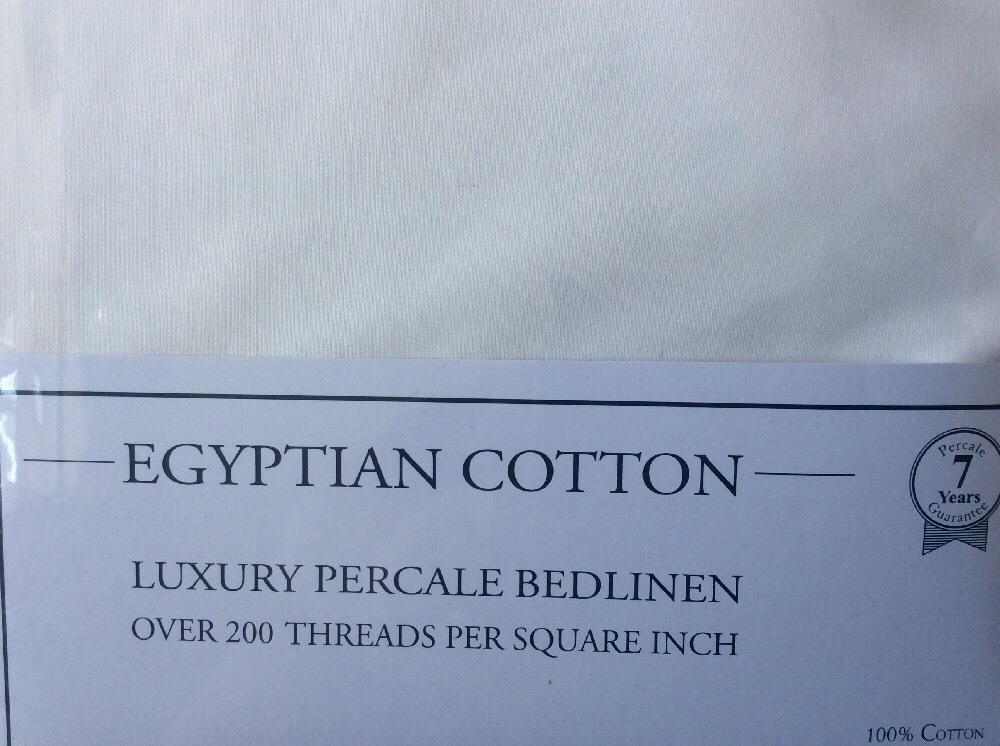 EGYPTIAN COTTON
Percale
7
Years
Guarantee
LUXURY PERCALE BEDLINEN
OVER 200 THREADS PER SQUARE INCH
100% COTTON